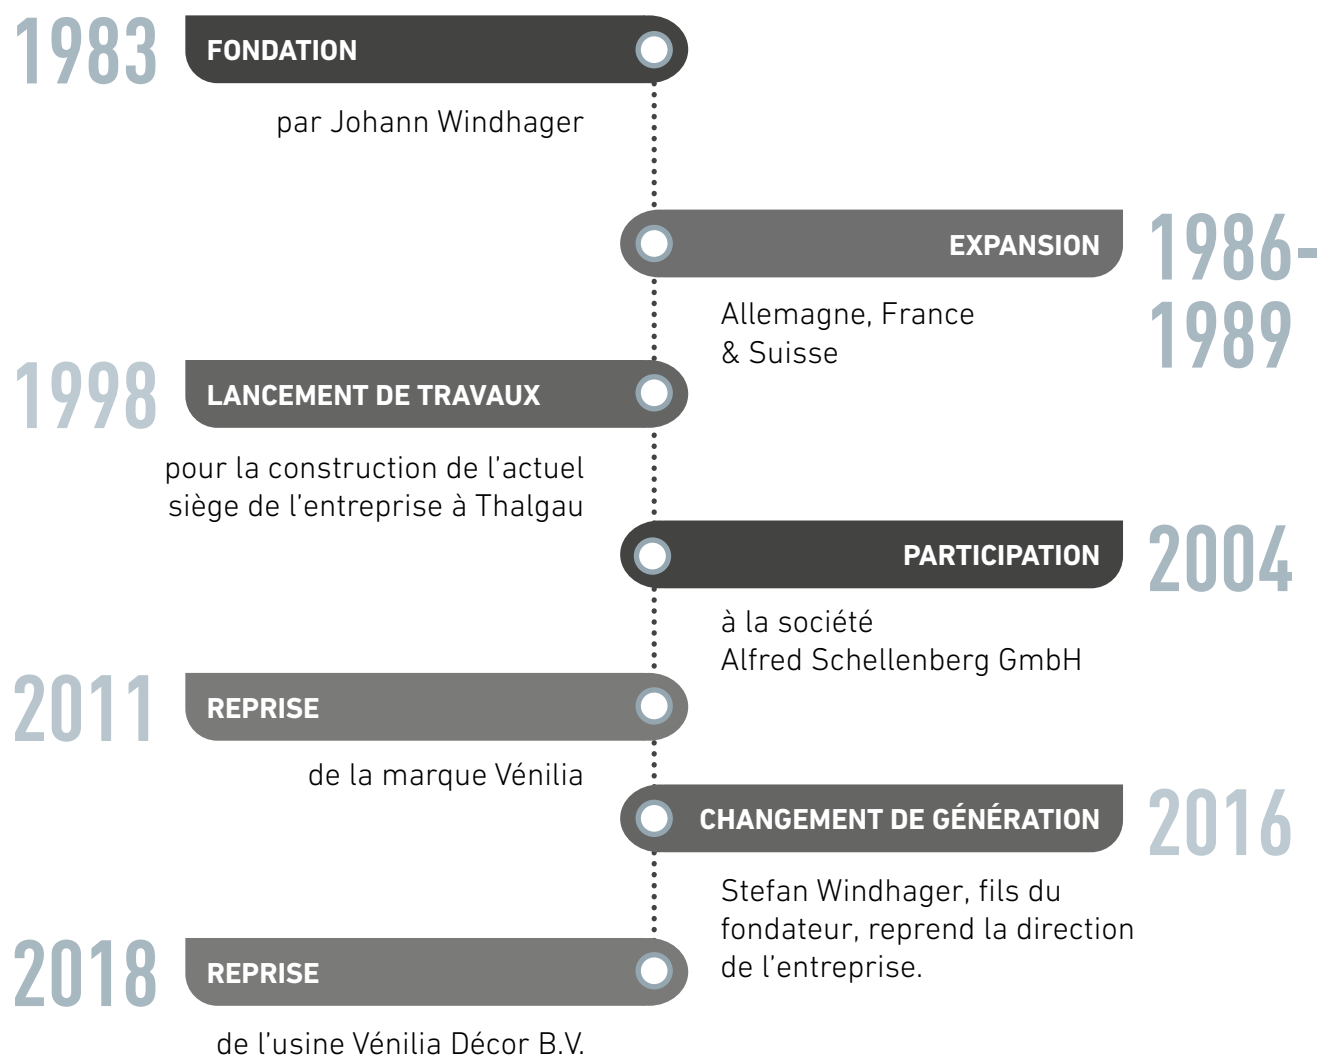 1983
FONDATION
par Johann Windhager
EXPANSION
1986-
1989
Allemagne, France
& Suisse
1998
LANCEMENT DE TRAVAUX
pour la construction de l’actuel
siège de l’entreprise à Thalgau
PARTICIPATION
2004
à la société
Alfred Schellenberg GmbH
2011
REPRISE
de la marque Vénilia
CHANGEMENT DE GÉNÉRATION
2016
Stefan Windhager, fils du
fondateur, reprend la direction
de l’entreprise.
2018
REPRISE
de l’usine Vénilia Décor B.V.